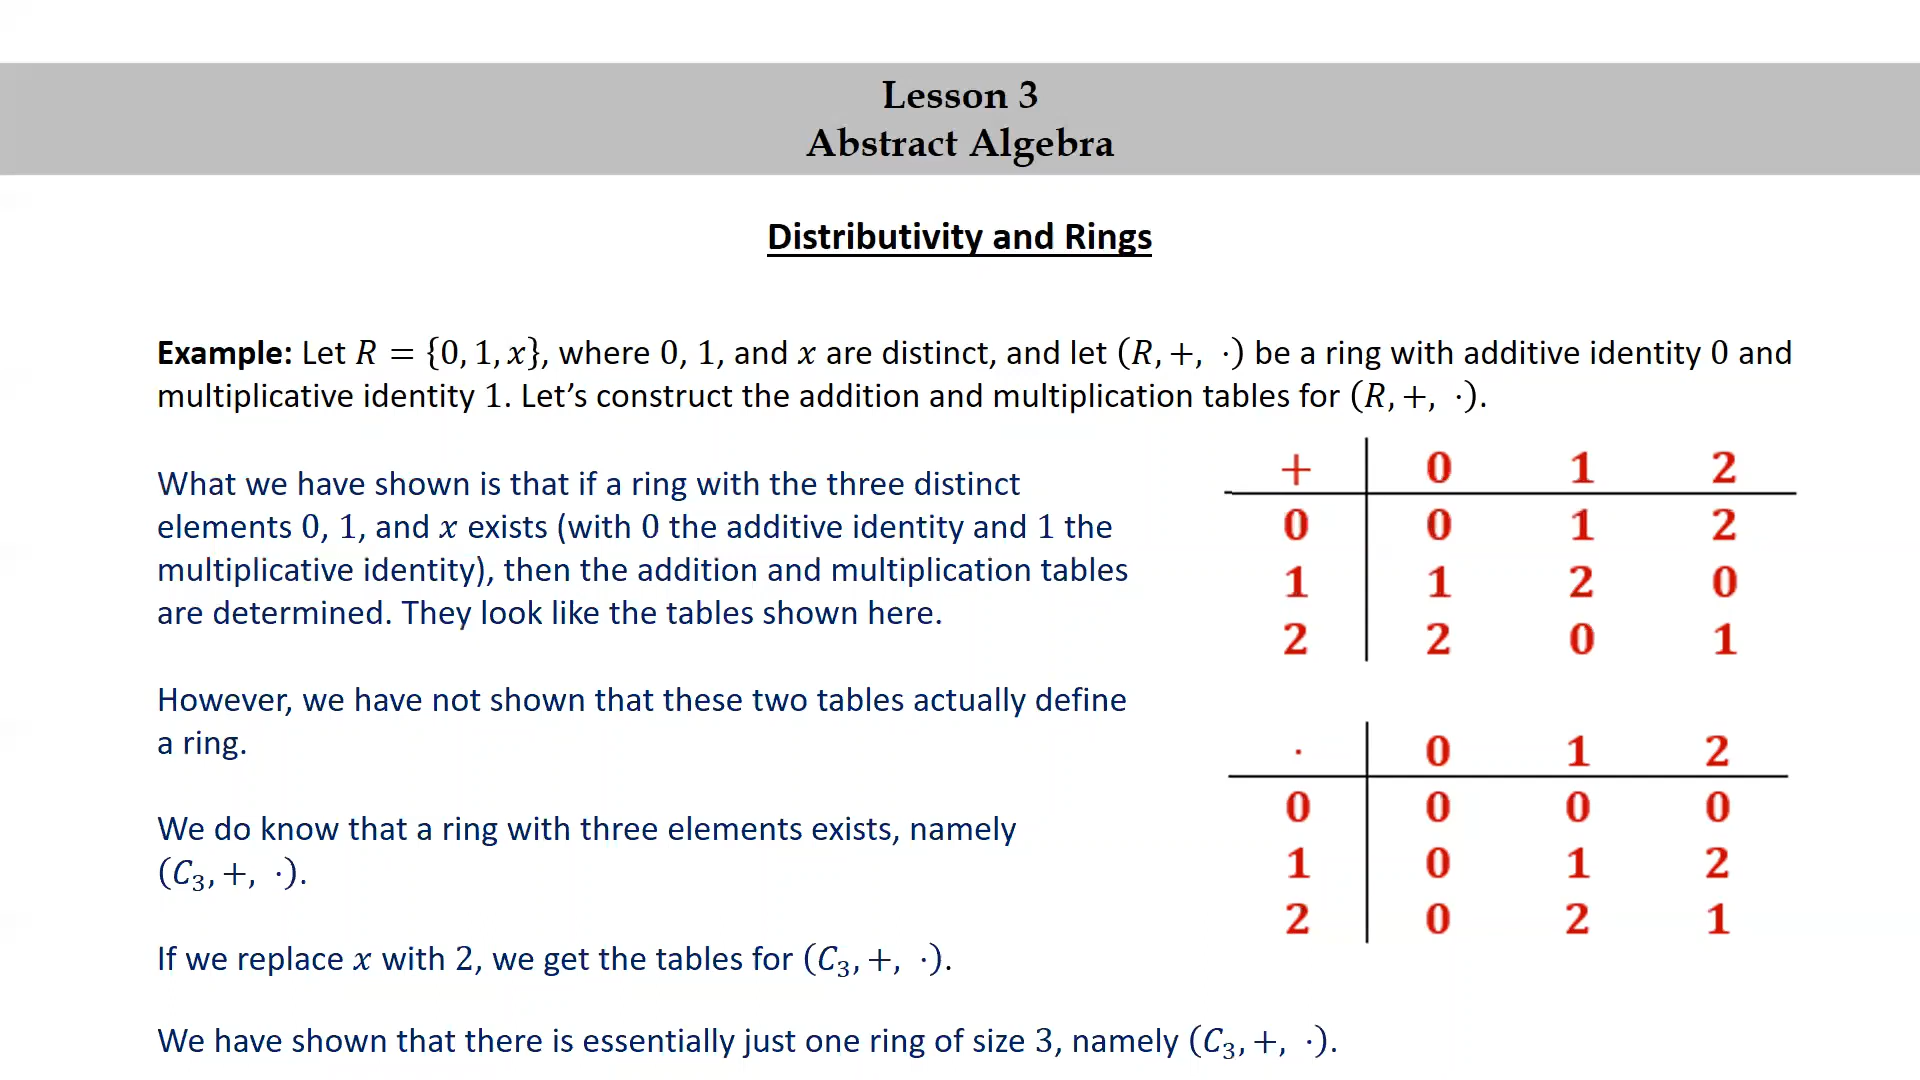 Lesson 3
Abstract Algebra
Distributivity and Rings
Example: Let R = {0, 1, x}, where 0, 1, and x are distinct, and let (R, +, ·) be a ring with additive identity 0 and
multiplicative identity 1. Let’s construct the addition and multiplication tables for (R, +, ·).
What we have shown is that if a ring with the three distinct
elements 0, 1, and x exists (with 0 the additive identity and 1 the
multiplicative identity), then the addition and multiplication tables
are determined. They look like the tables shown here.
However, we have not shown that these two tables actually define
a ring.
We do know that a ring with three elements exists, namely
(C₃, +, ·).
If we replace x with 2, we get the tables for (C₃, +, ·).
We have shown that there is essentially just one ring of size 3, namely (C₃, +, ·).
+ 0 1 2
0 0 1 2
1 1 2 0
2 2 0 1
· 0 1 2
0 0 0 0
1 0 1 2
2 0 2 1